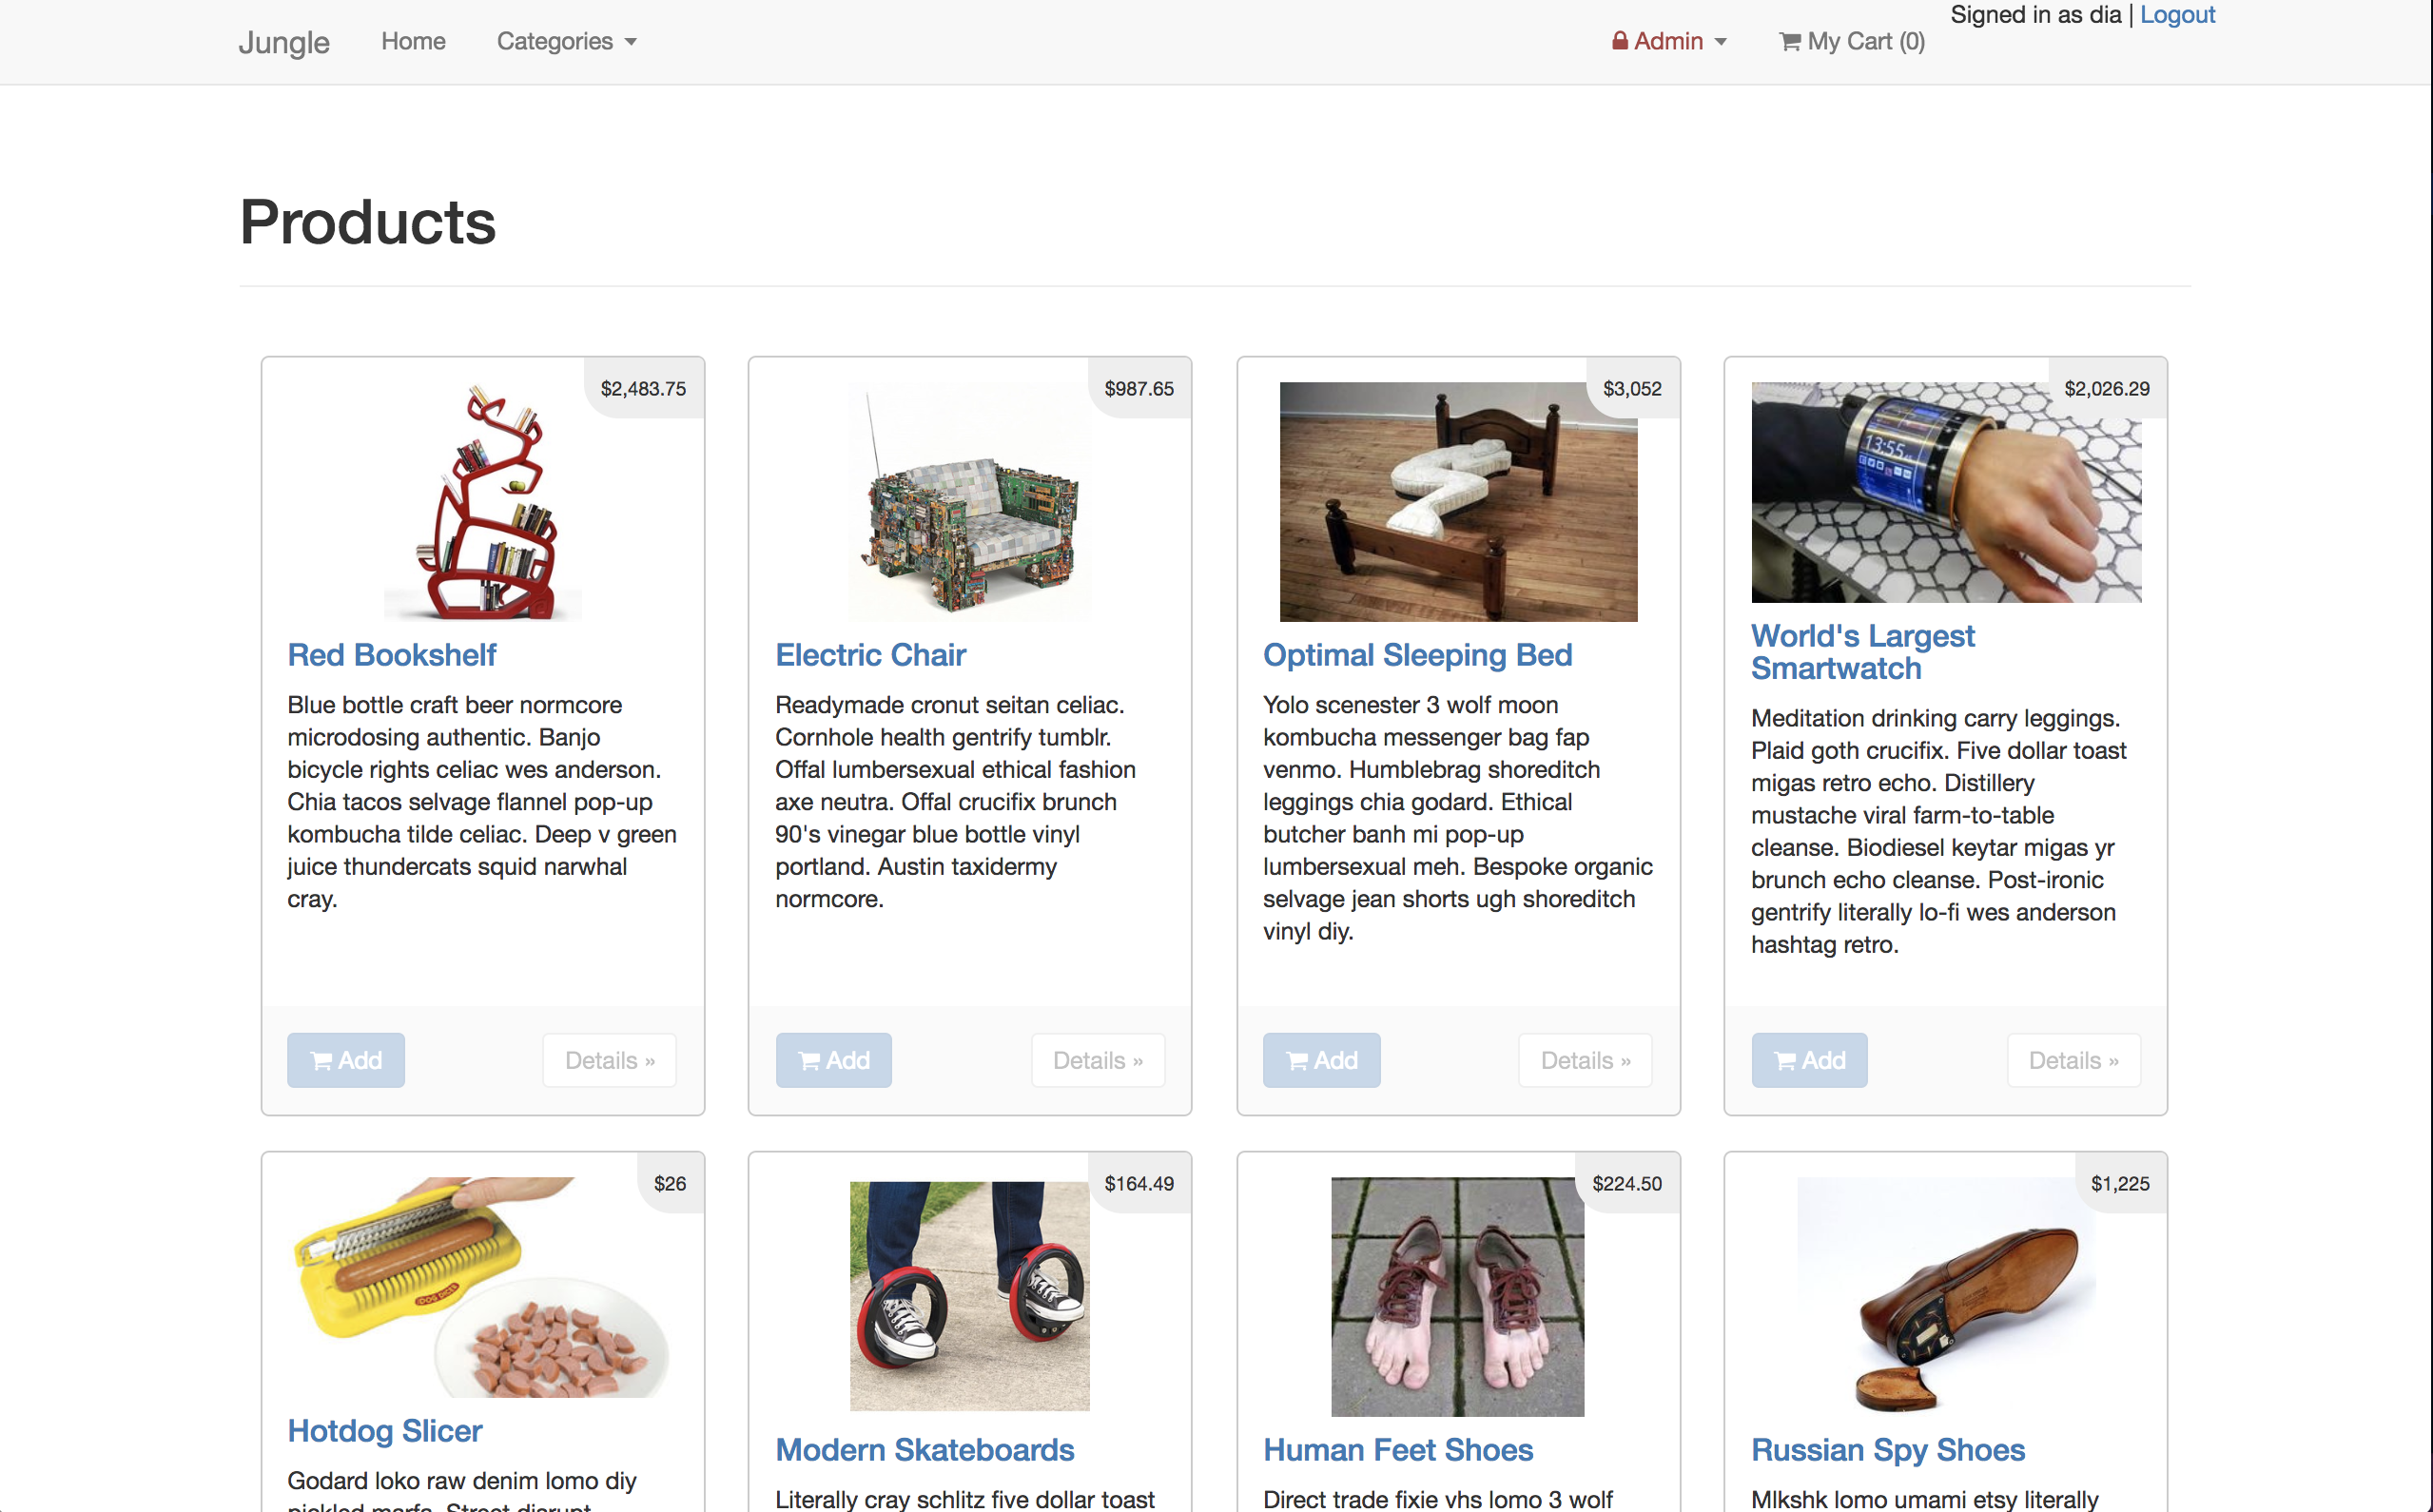 Signed in as dia | Logout
Jungle Home Categories Admin My Cart (0)
Products
$2,483.75
Red Bookshelf
Blue bottle craft beer normcore
microdosing authentic. Banjo
bicycle rights celiac wes anderson.
Chia tacos selvage flannel pop-up
kombucha tilde celiac. Deep v green
juice thundercats squid narwhal
cray.
Add Details »
$987.65
Electric Chair
Readymade cronut seitan celiac.
Cornhole health gentrify tumblr.
Offal lumbersexual ethical fashion
axe neutra. Offal crucifix brunch
90's vinegar blue bottle vinyl
portland. Austin taxidermy
normcore.
Add Details »
$3,052
Optimal Sleeping Bed
Yolo scenester 3 wolf moon
kombucha messenger bag fap
venmo. Humblebrag shoreditch
leggings chia godard. Ethical
butcher banh mi pop-up
lumbersexual meh. Bespoke organic
selvage jean shorts ugh shoreditch
vinyl diy.
Add Details »
$2,026.29
13:55
World's Largest
Smartwatch
Meditation drinking carry leggings.
Plaid goth crucifix. Five dollar toast
migas retro echo. Distillery
mustache viral farm-to-table
cleanse. Biodiesel keytar migas yr
brunch echo cleanse. Post-ironic
gentrify literally lo-fi wes anderson
hashtag retro.
Add Details »
$26
Hotdog Slicer
Godard loko raw denim lomo diy
pickled marfa. Street disrupt
$164.49
Modern Skateboards
Literally cray schlitz five dollar toast
$224.50
Human Feet Shoes
Direct trade fixie vhs lomo 3 wolf
$1,225
Russian Spy Shoes
Mlkshk lomo umami etsy literally